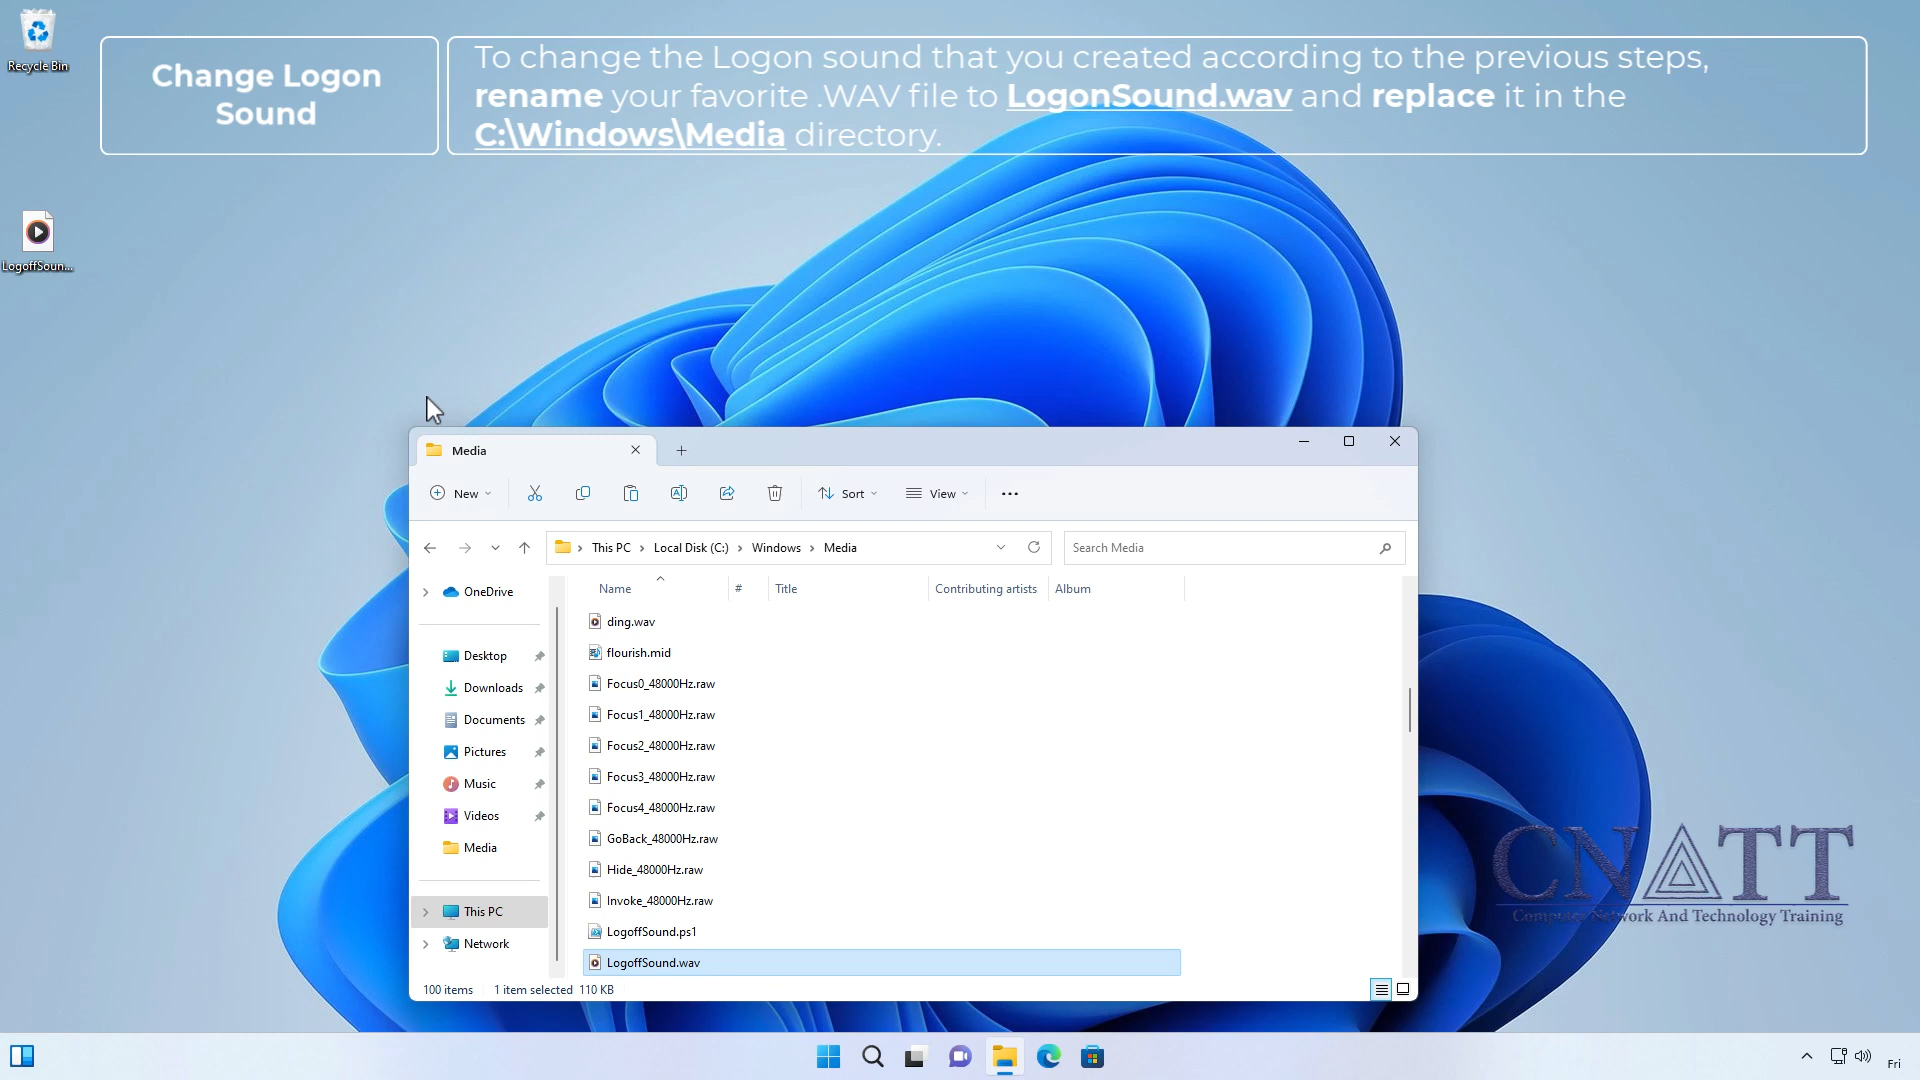 Recycle Bin
Change Logon
Sound
To change the Logon sound that you created according to the previous steps,
rename your favorite .WAV file to LogonSound.wav and replace it in the
C:\Windows\Media directory.
LogoffSoun...
Media
New
Sort
View
This PC
Local Disk (C:)
Windows
Media
Search Media
OneDrive
Desktop
Downloads
Documents
Pictures
Music
Videos
Media
This PC
Network
Name
#
Title
Contributing artists
Album
ding.wav
flourish.mid
Focus0_48000Hz.raw
Focus1_48000Hz.raw
Focus2_48000Hz.raw
Focus3_48000Hz.raw
Focus4_48000Hz.raw
GoBack_48000Hz.raw
Hide_48000Hz.raw
Invoke_48000Hz.raw
LogoffSound.ps1
LogoffSound.wav
100 items
1 item selected 110 KB
CNATT
Computer Network And Technology Training
Fri